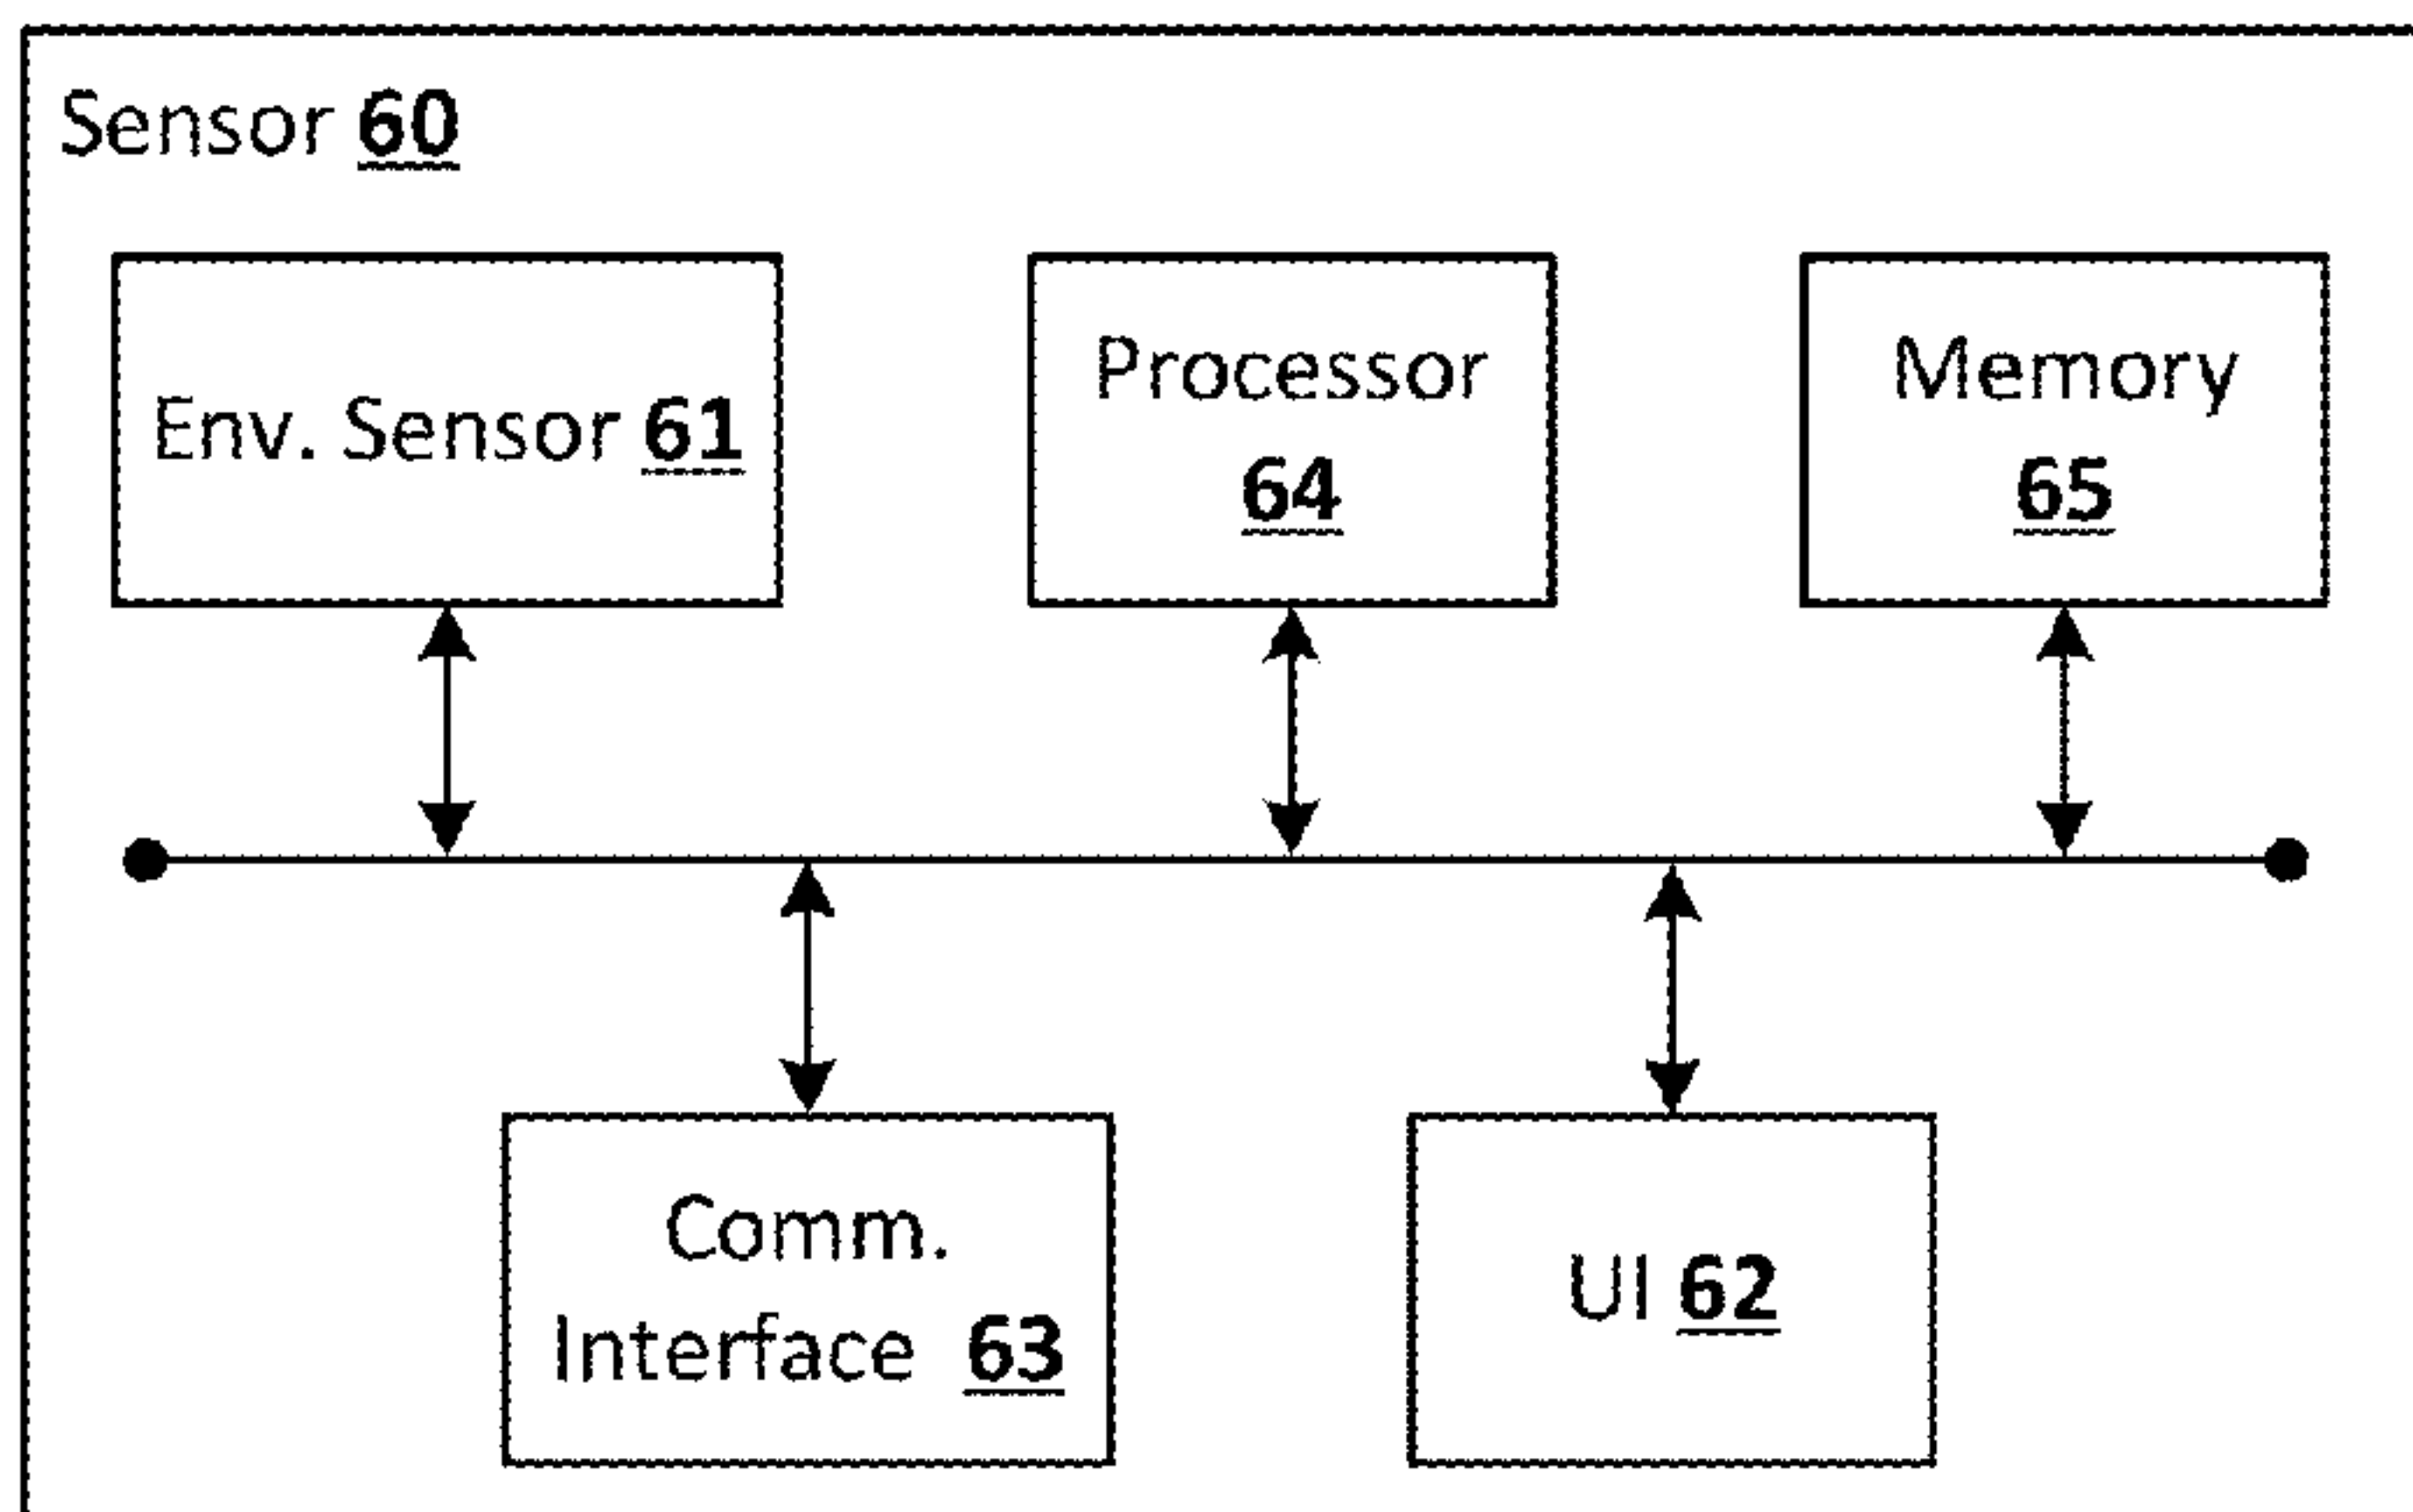 Sensor 60
Env. Sensor 61
Processor
64
Memory
65
Comm.
Interface 63
UI 62